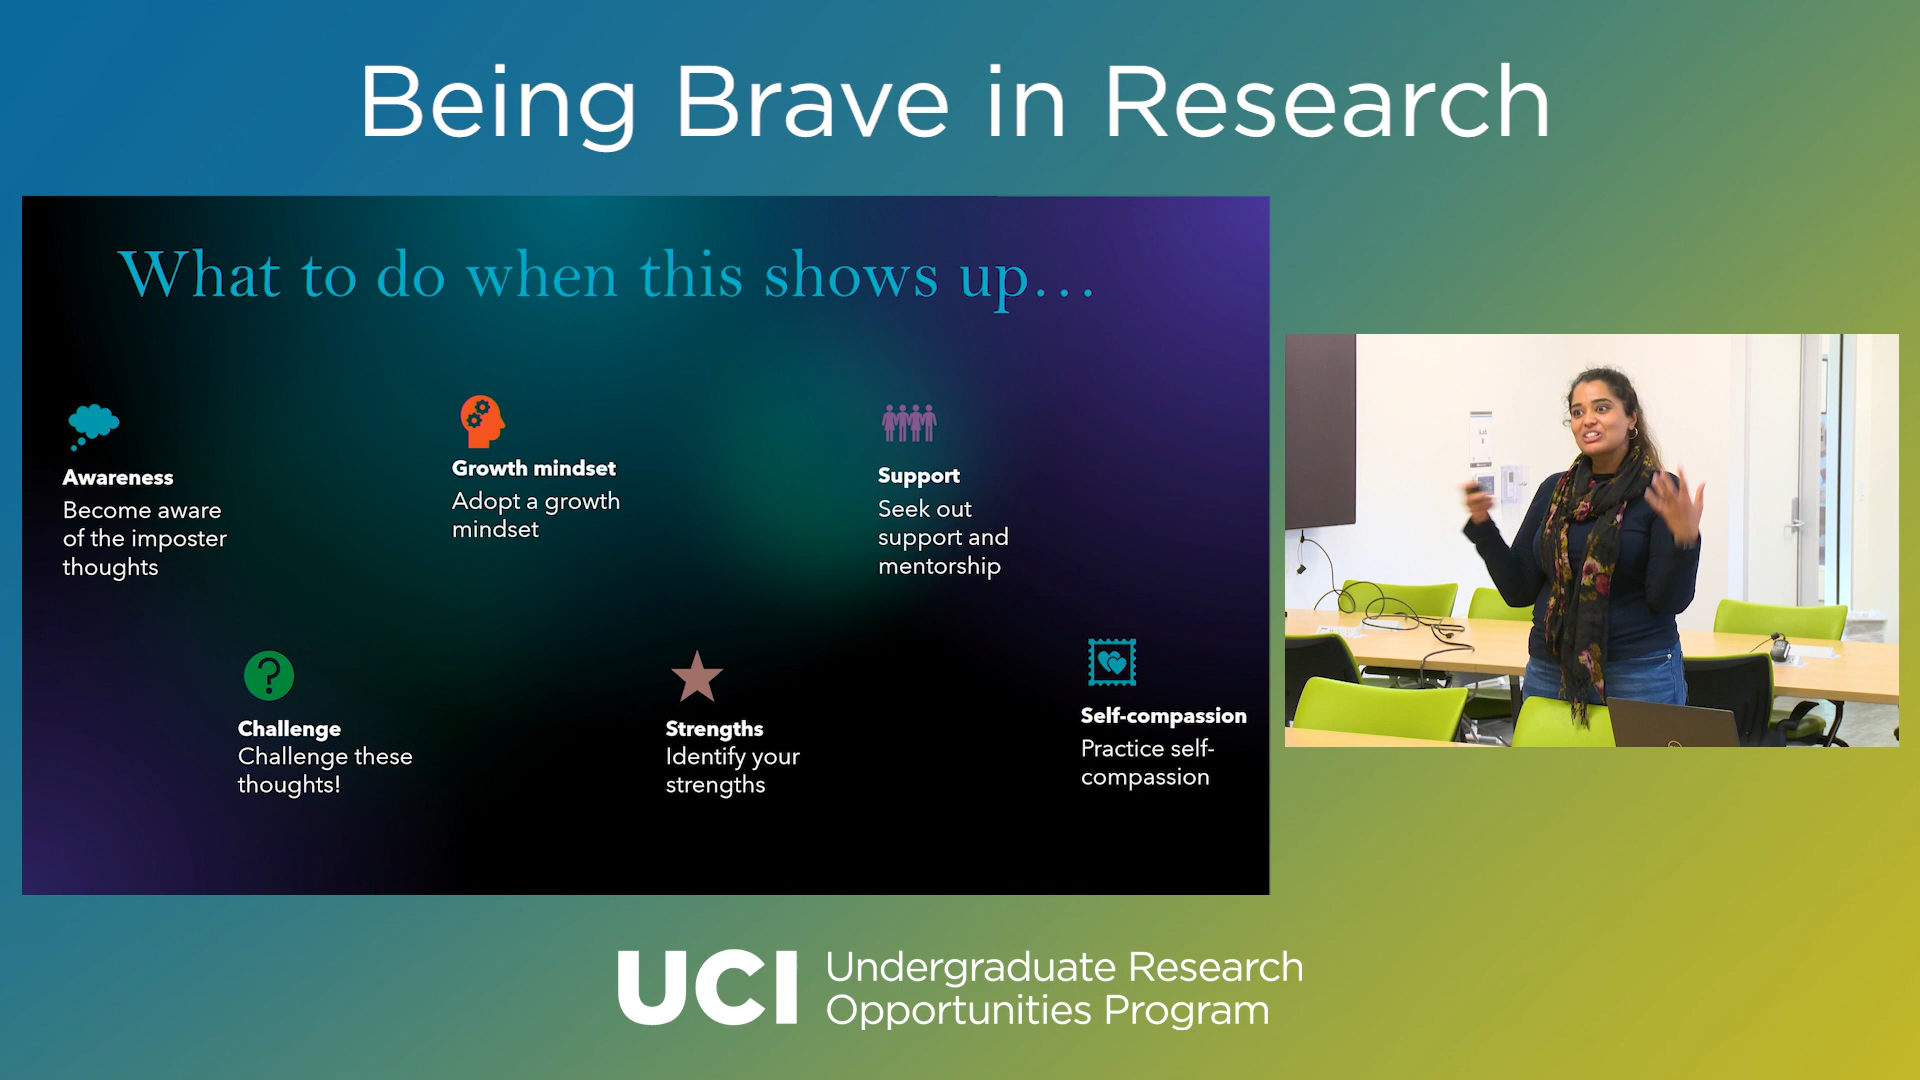 Being Brave in Research
What to do when this shows up...
Awareness
Become aware
of the imposter
thoughts
Growth mindset
Adopt a growth
mindset
Support
Seek out
support and
mentorship
Challenge
Challenge these
thoughts!
Strengths
Identify your
strengths
Self-compassion
Practice self-
compassion
UCI
Undergraduate Research
Opportunities Program